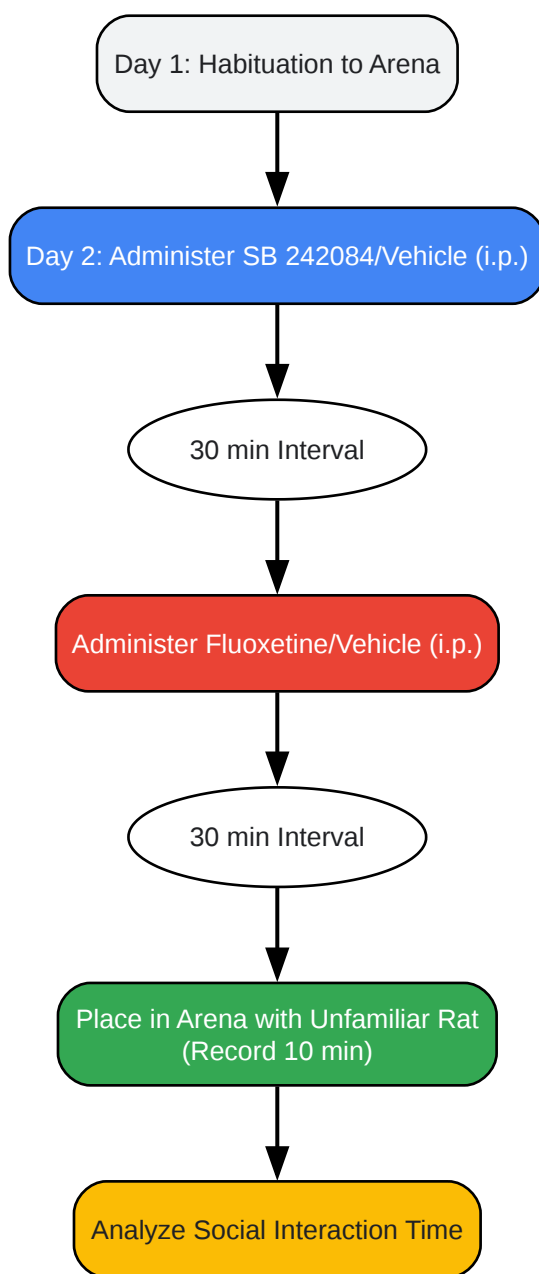 Day 1: Habituation to Arena
Day 2: Administer SB 242084/Vehicle (i.p.)
30 min Interval
Administer Fluoxetine/Vehicle (i.p.)
30 min Interval
Place in Arena with Unfamiliar Rat
(Record 10 min)
Analyze Social Interaction Time